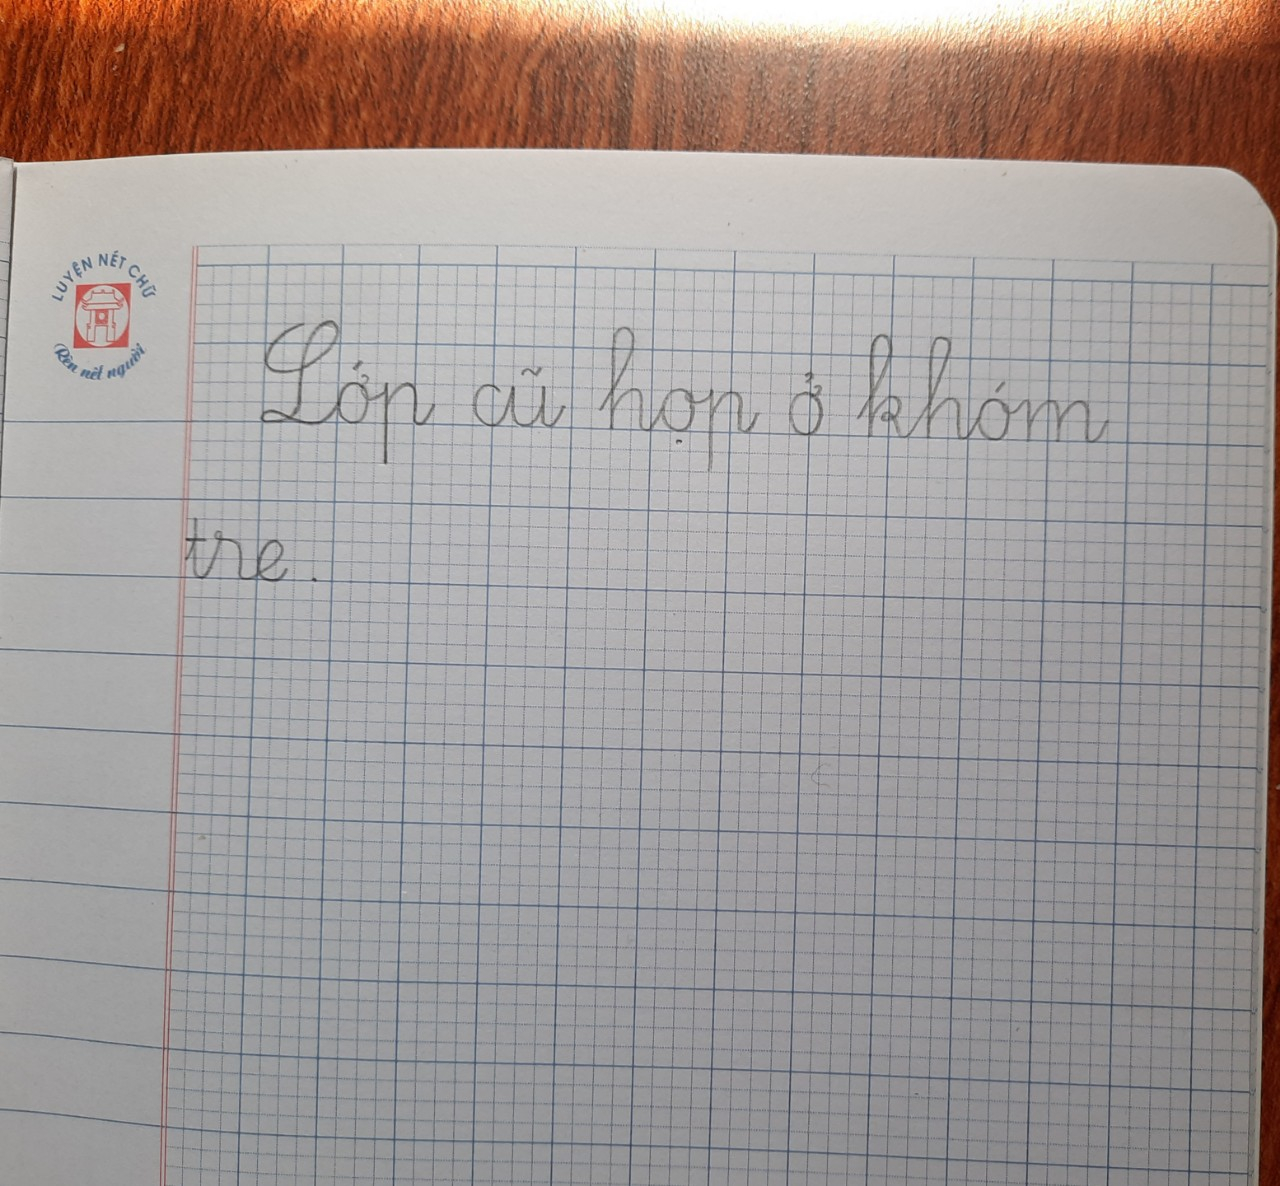 LUYỆN NÉT CHỮ
Rèn nết người
Lớp cũ họp ở khóm
tre.